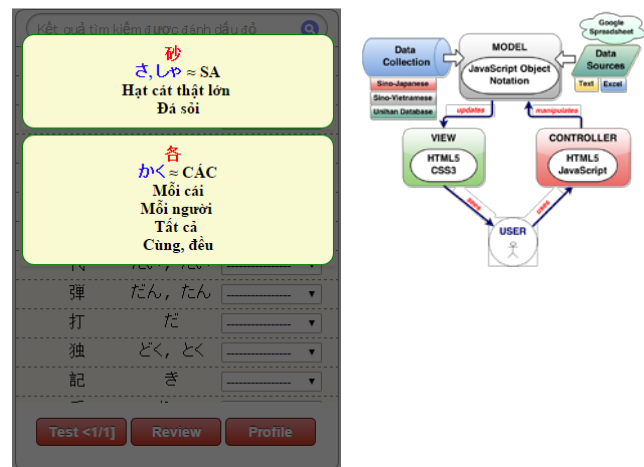 Kết quả tìm kiếm được đánh dấu đỏ
砂
さ, しゃ ≈ SA
Hạt cát thật lớn
Đá sỏi
各
かく ≈ CÁC
Mỗi cái
Mỗi người
Tất cả
Cùng, đều
弾 だん, たん ----------------
打 だ ----------------
独 どく, とく ----------------
記 き ----------------
Test <1/1]
Review
Profile
Google
Spreadsheet
Data
Collection
Sino-Japanese
Sino-Vietnamese
Unihan Database
MODEL
JavaScript Object
Notation
Data
Sources
Text
Excel
updates
manipulates
VIEW
HTML5
CSS3
CONTROLLER
HTML5
JavaScript
sees
uses
USER